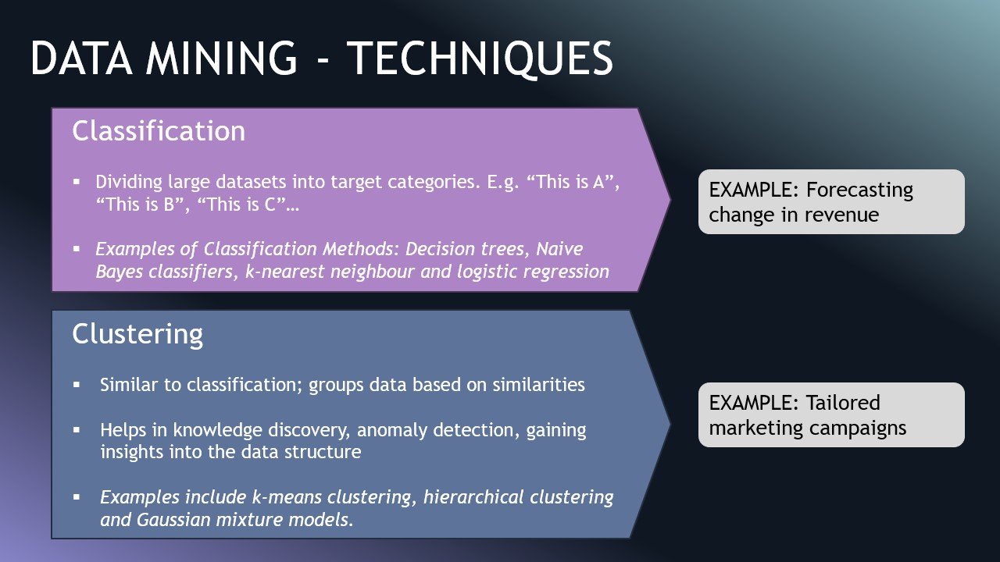 DATA MINING - TECHNIQUES
Classification
▪ Dividing large datasets into target categories. E.g. “This is A”,
“This is B”, “This is C”…
▪ Examples of Classification Methods: Decision trees, Naive
Bayes classifiers, k-nearest neighbour and logistic regression
EXAMPLE: Forecasting
change in revenue
Clustering
▪ Similar to classification; groups data based on similarities
▪ Helps in knowledge discovery, anomaly detection, gaining
insights into the data structure
▪ Examples include k-means clustering, hierarchical clustering
and Gaussian mixture models.
EXAMPLE: Tailored
marketing campaigns